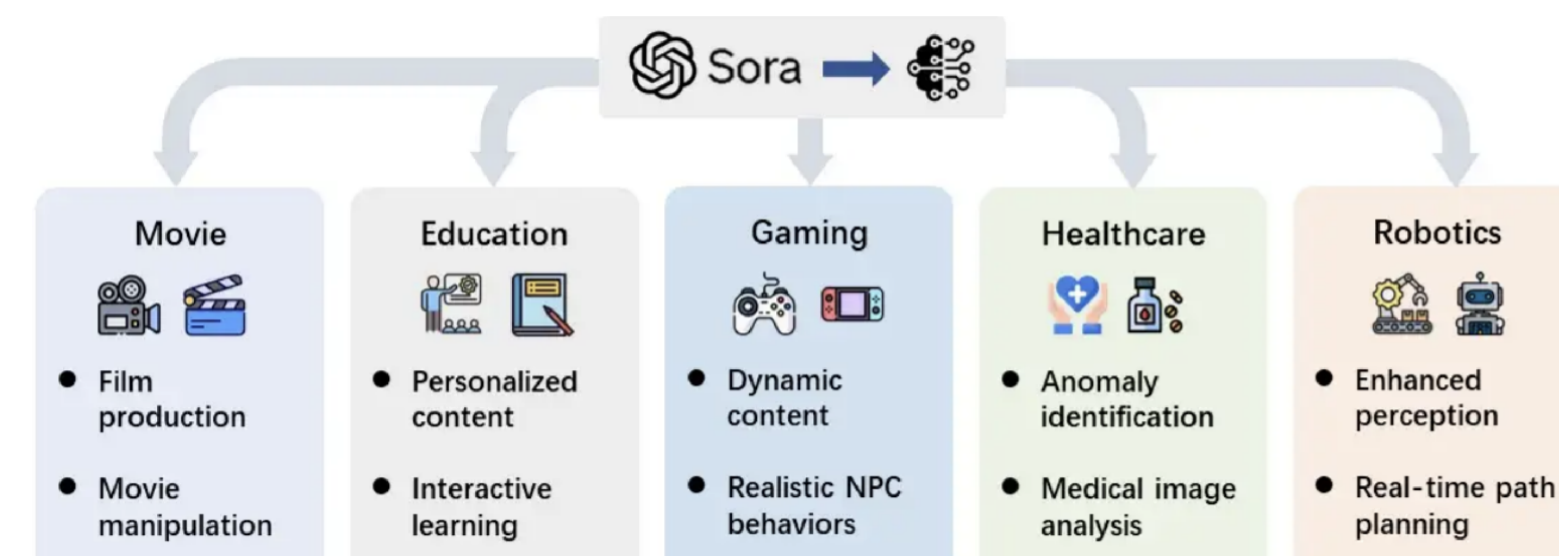 Sora
Movie
Film
production
Movie
manipulation
Education
Personalized
content
Interactive
learning
Gaming
Dynamic
content
Realistic NPC
behaviors
Healthcare
Anomaly
identification
Medical image
analysis
Robotics
Enhanced
perception
Real-time path
planning